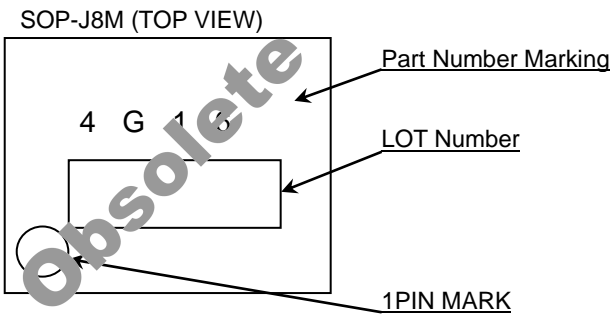 SOP-J8M (TOP VIEW)
Part Number Marking
4 G 1
LOT Number
1PIN MARK
Obsolete